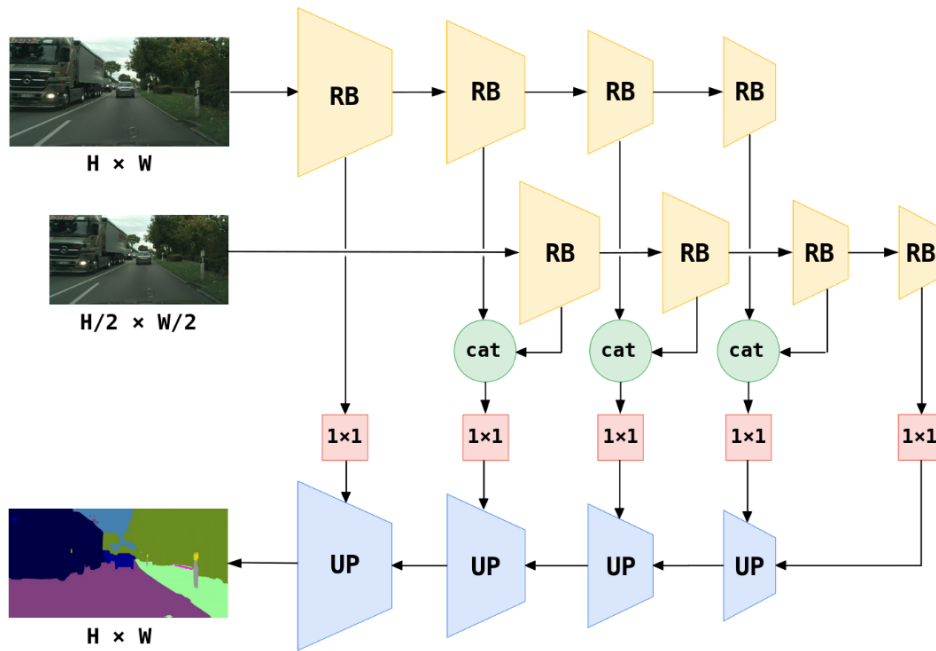 RB
RB
RB
RB
H × W
RB
RB
RB
RB
H/2 × W/2
cat
cat
cat
1×1
1×1
1×1
1×1
1×1
UP
UP
UP
UP
H × W